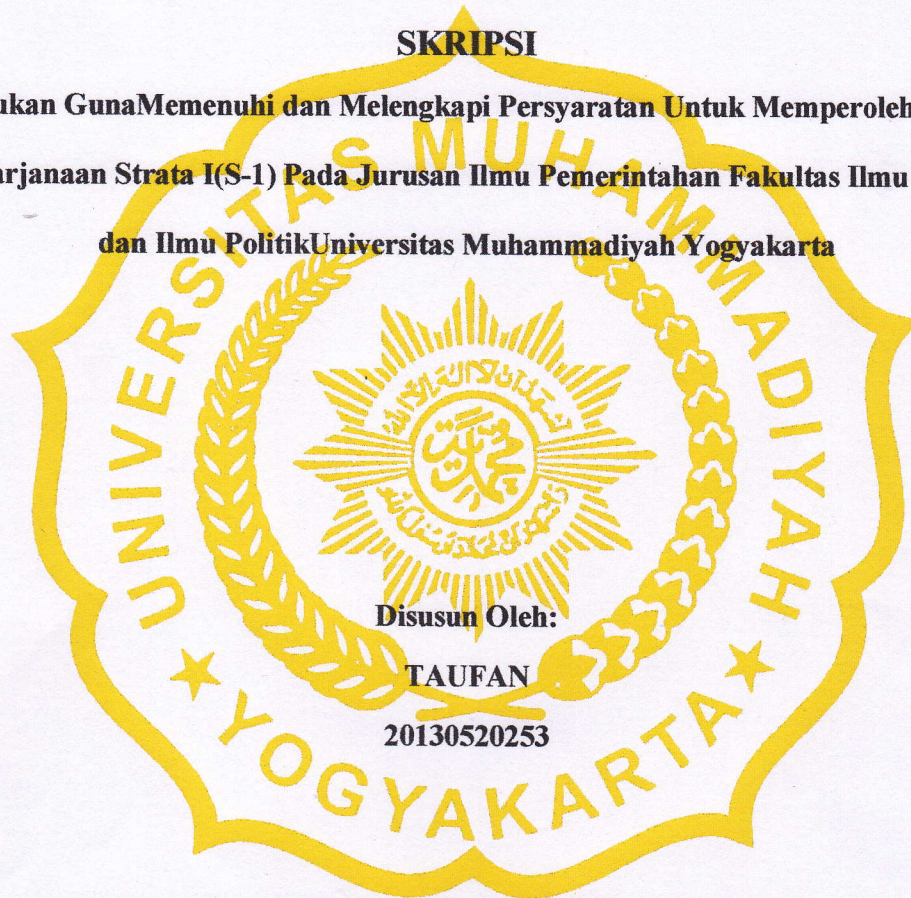 SKRIPSI
ukan GunaMemenuhi dan Melengkapi Persyaratan Untuk Memperoleh
arjanaan Strata I(S-1) Pada Jurusan Ilmu Pemerintahan Fakultas Ilmu
dan Ilmu PolitikUniversitas Muhammadiyah Yogyakarta
UNIVERSITAS MUHAMMADIYAH
محمد
Disusun Oleh:
TAUFAN
20130520253
★ YOGYAKARTA ★